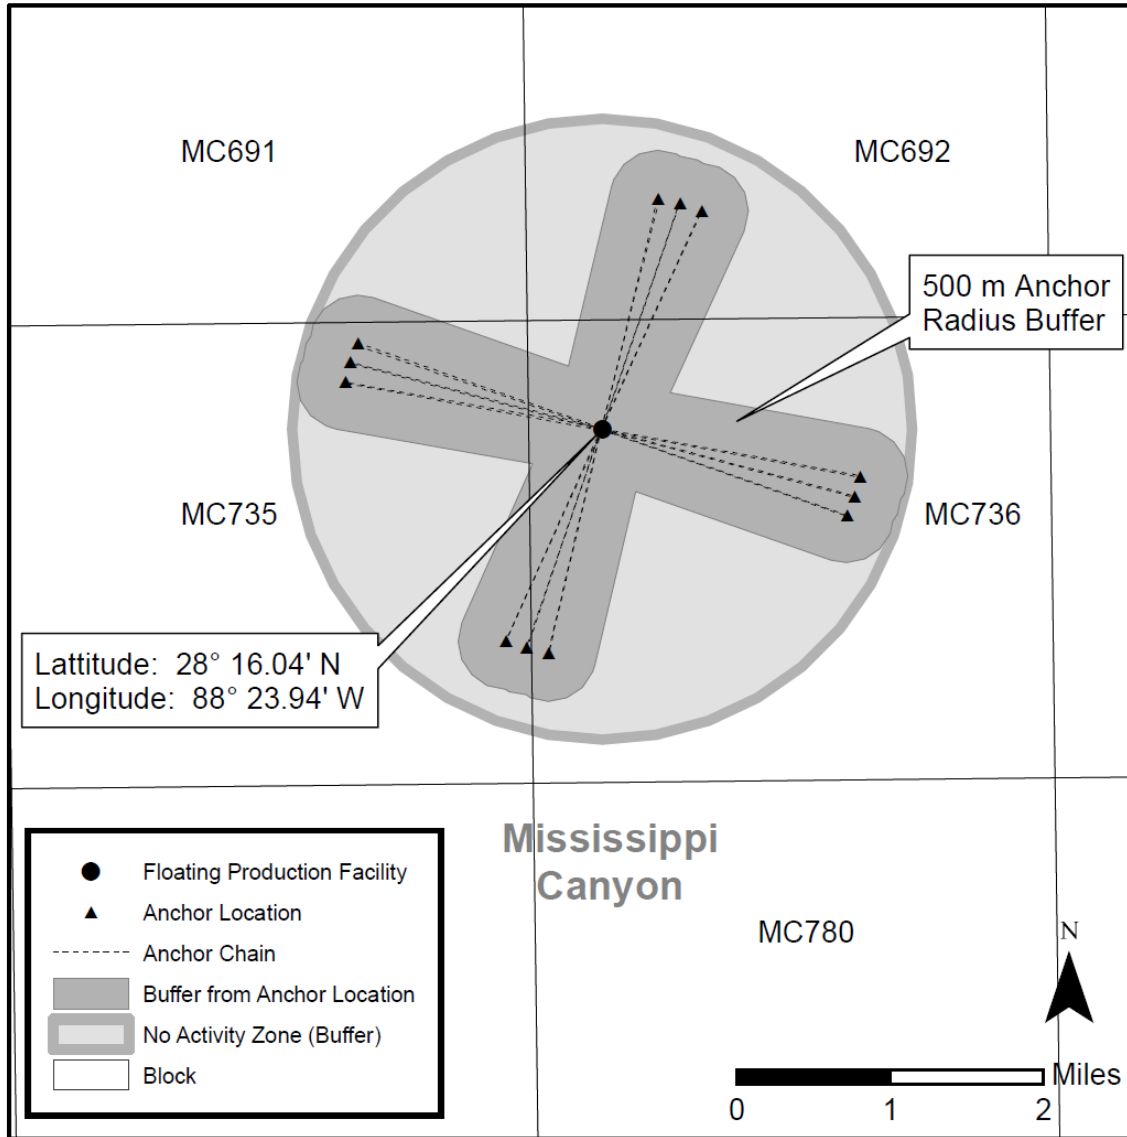 MC691
MC692
500 m Anchor
Radius Buffer
MC735
MC736
Lattitude: 28° 16.04' N
Longitude: 88° 23.94' W
Mississippi
Canyon
MC780
Floating Production Facility
Anchor Location
Anchor Chain
Buffer from Anchor Location
No Activity Zone (Buffer)
Block
N
Miles
0 1 2